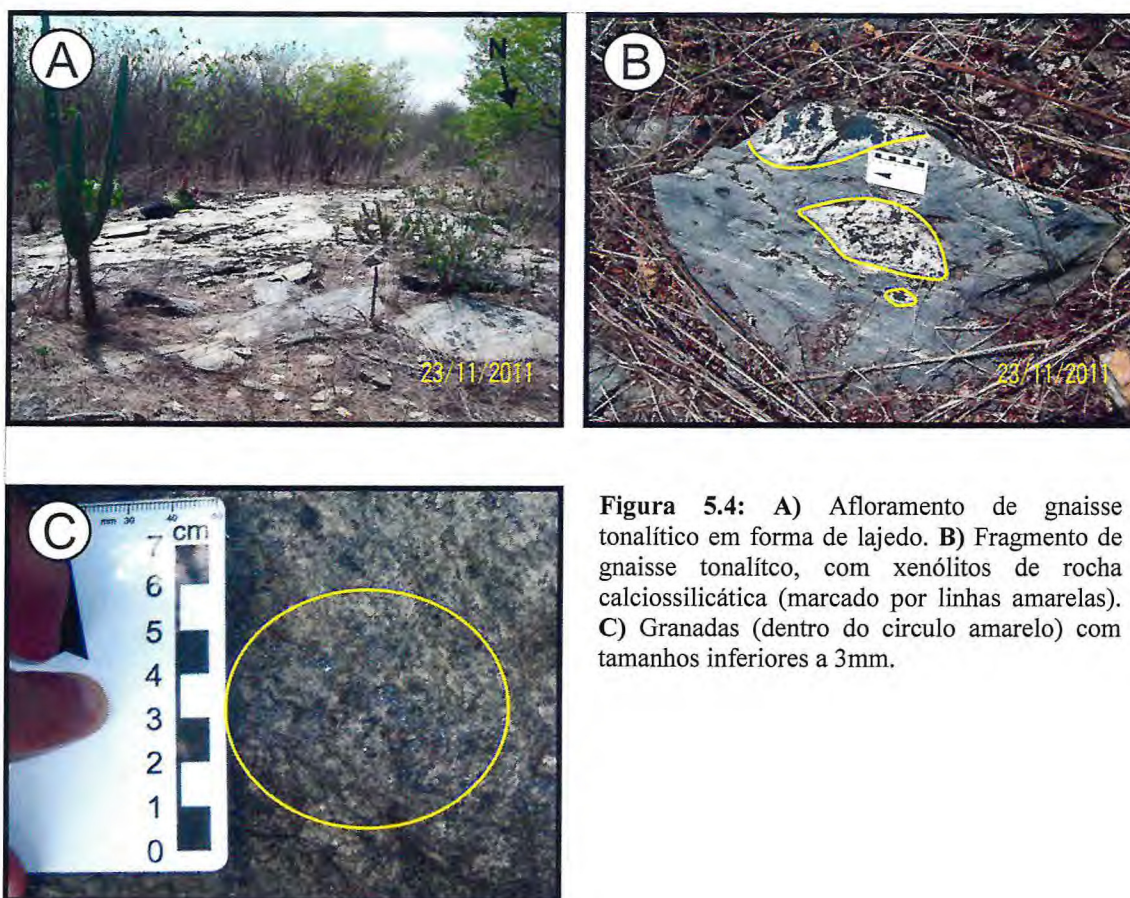 A
N
23/11/2011
B
23/11/2011
C
mm 30 40
cm
7
6
5
4
3
2
1
0
Figura 5.4: A) Afloramento de gnaisse
tonalítico em forma de lajedo. B) Fragmento de
gnaisse tonalítco, com xenólitos de rocha
calciossilicática (marcado por linhas amarelas).
C) Granadas (dentro do circulo amarelo) com
tamanhos inferiores a 3mm.